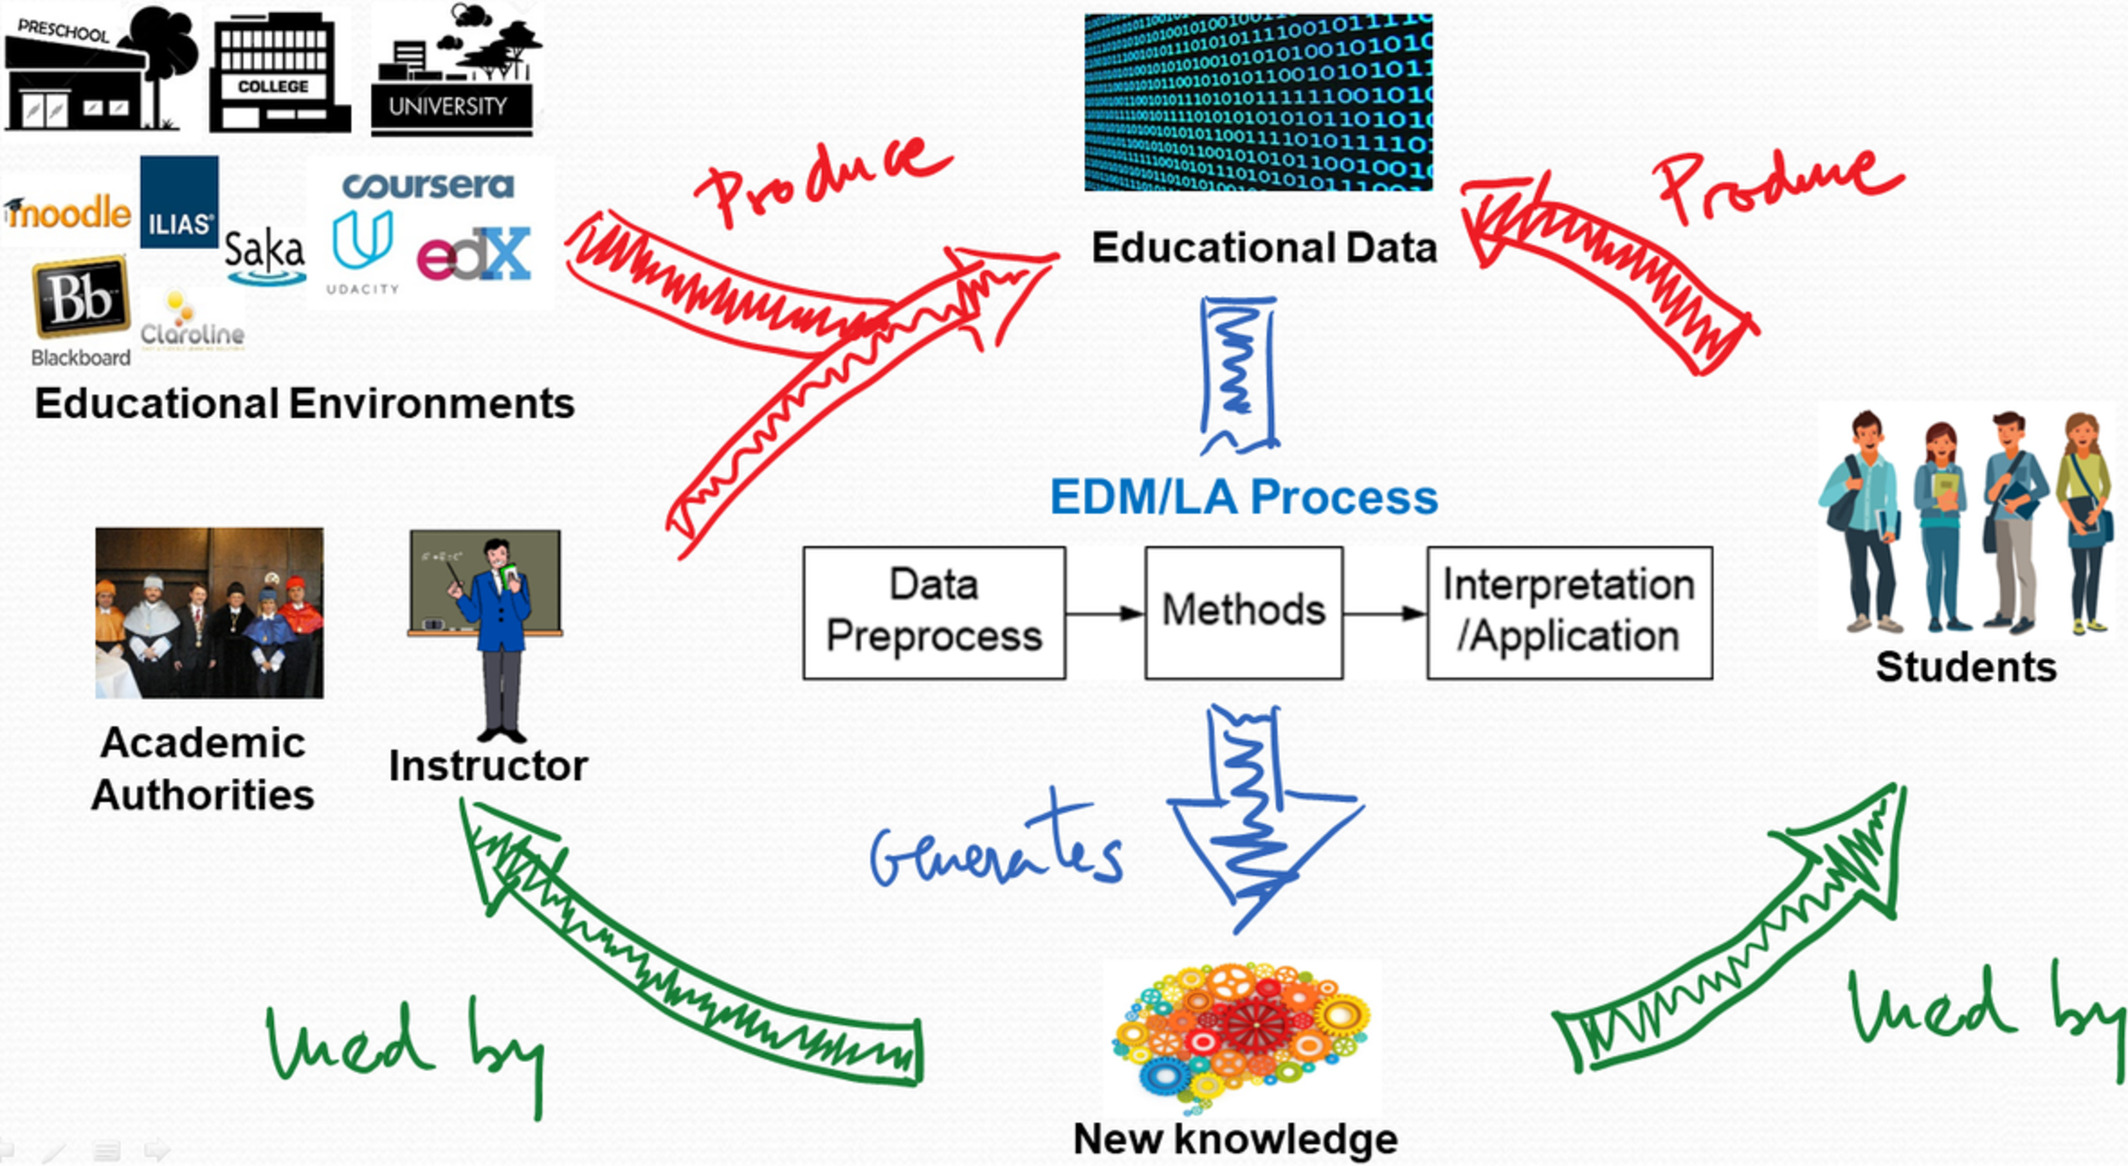 PRESCHOOL
COLLEGE
UNIVERSITY
moodle
ILIAS
Saka
coursera
UDACITY
edX
Bb
Blackboard
Claroline
Educational Environments
Produce
Educational Data
Produce
EDM/LA Process
Data
Preprocess
Methods
Interpretation
/Application
Academic
Authorities
Instructor
Students
Generates
used by
used by
New knowledge